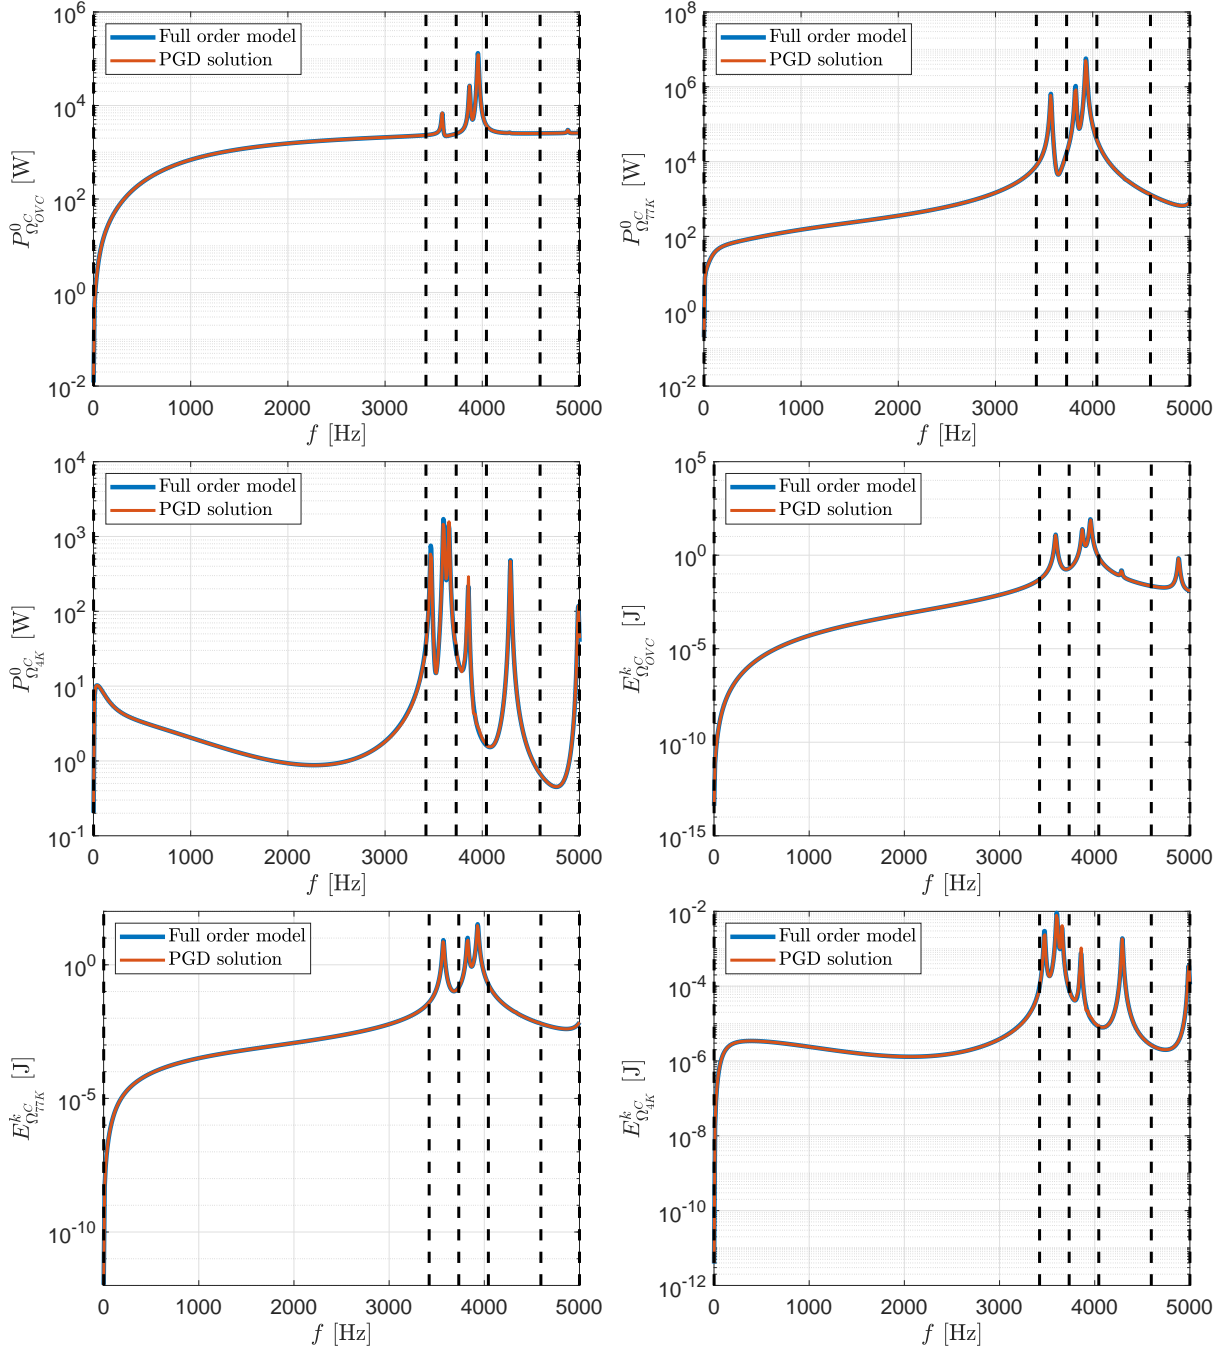 10^6
10^4
10^2
10^0
10^-2
P^0_{Ω^C_{OVC}} [W]
Full order model
PGD solution
0 1000 2000 3000 4000 5000
f [Hz]
10^8
10^6
10^4
10^2
10^0
10^-2
P^0_{Ω^C_{77K}} [W]
Full order model
PGD solution
0 1000 2000 3000 4000 5000
f [Hz]
10^4
10^3
10^2
10^1
10^0
10^-1
P^0_{Ω^C_{4K}} [W]
Full order model
PGD solution
0 1000 2000 3000 4000 5000
f [Hz]
10^5
10^0
10^-5
10^-10
10^-15
E^k_{Ω^C_{OVC}} [J]
Full order model
PGD solution
0 1000 2000 3000 4000 5000
f [Hz]
10^0
10^-5
10^-10
E^k_{Ω^C_{77K}} [J]
Full order model
PGD solution
0 1000 2000 3000 4000 5000
f [Hz]
10^-2
10^-4
10^-6
10^-8
10^-10
10^-12
E^k_{Ω^C_{4K}} [J]
Full order model
PGD solution
0 1000 2000 3000 4000 5000
f [Hz]